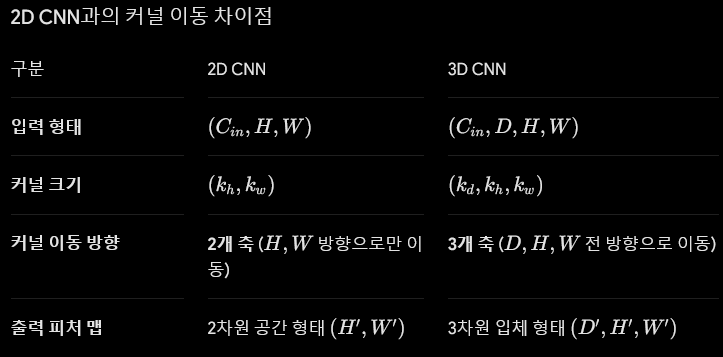 2D CNN과의 커널 이동 차이점
구분 2D CNN 3D CNN
입력 형태 (C_{in}, H, W) (C_{in}, D, H, W)
커널 크기 (k_h, k_w) (k_d, k_h, k_w)
커널 이동 방향 2개 축 (H, W 방향으로만 이 3개 축 (D, H, W 전 방향으로 이동)
동)
출력 피처 맵 2차원 공간 형태 (H′, W′) 3차원 입체 형태 (D′, H′, W′)